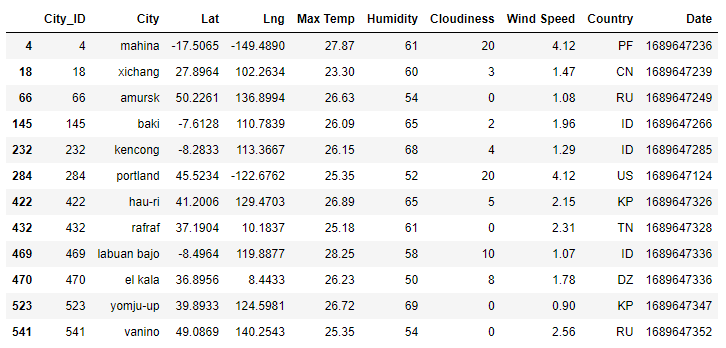 City_ID City Lat Lng Max Temp Humidity Cloudiness Wind Speed Country Date
4 4 mahina -17.5065 -149.4890 27.87 61 20 4.12 PF 1689647236
18 18 xichang 27.8964 102.2634 23.30 60 3 1.47 CN 1689647239
66 66 amursk 50.2261 136.8994 26.63 54 0 1.08 RU 1689647249
145 145 baki -7.6128 110.7839 26.09 65 2 1.96 ID 1689647266
232 232 kencong -8.2833 113.3667 26.15 68 4 1.29 ID 1689647285
284 284 portland 45.5234 -122.6762 25.35 52 20 4.12 US 1689647124
422 422 hau-ri 41.2006 129.4703 26.89 65 5 2.15 KP 1689647326
432 432 rafraf 37.1904 10.1837 25.18 61 0 2.31 TN 1689647328
469 469 labuan bajo -8.4964 119.8877 28.25 58 10 1.07 ID 1689647336
470 470 el kala 36.8956 8.4433 26.23 50 8 1.78 DZ 1689647336
523 523 yomju-up 39.8933 124.5981 26.72 69 0 0.90 KP 1689647347
541 541 vanino 49.0869 140.2543 25.35 54 0 2.56 RU 1689647352